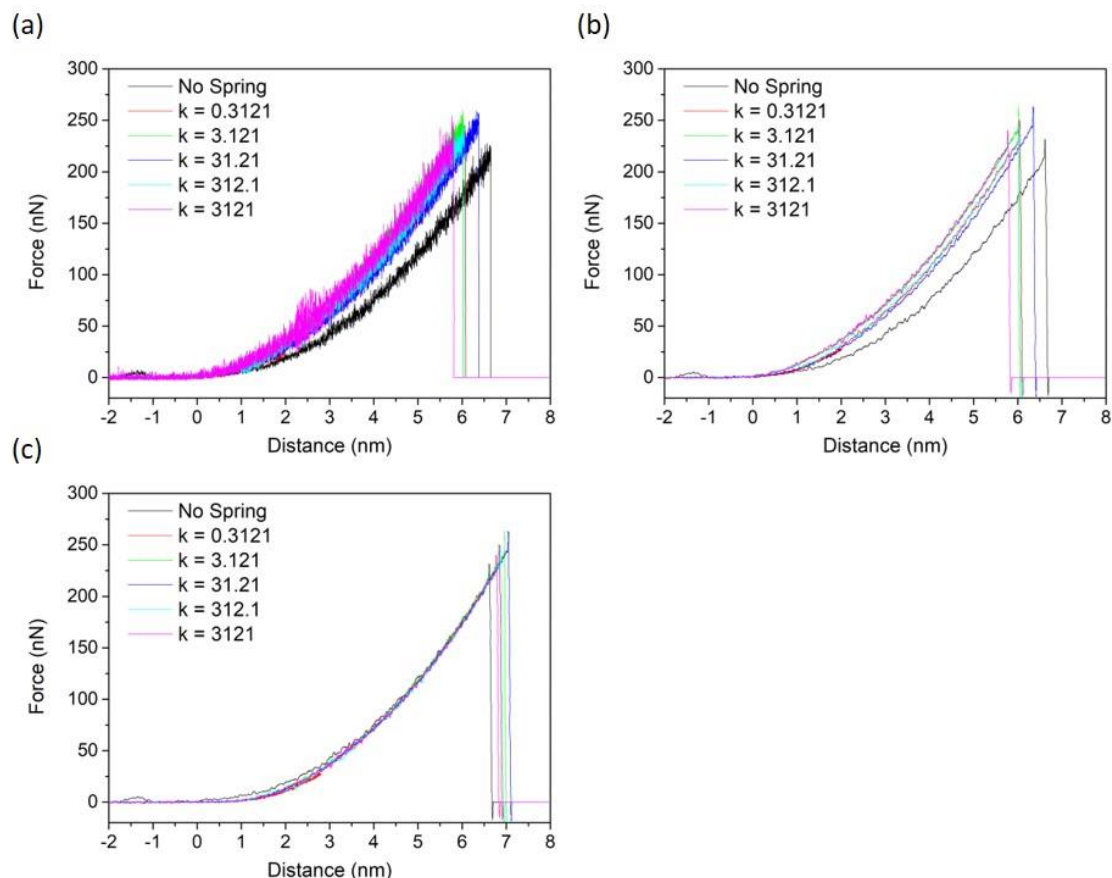 (a)
300
250
200
150
100
50
0
Force (nN)
No Spring
k = 0.3121
k = 3.121
k = 31.21
k = 312.1
k = 3121
-2 -1 0 1 2 3 4 5 6 7 8
Distance (nm)
(b)
300
250
200
150
100
50
0
Force (nN)
No Spring
k = 0.3121
k = 3.121
k = 31.21
k = 312.1
k = 3121
-2 -1 0 1 2 3 4 5 6 7 8
Distance (nm)
(c)
300
250
200
150
100
50
0
Force (nN)
No Spring
k = 0.3121
k = 3.121
k = 31.21
k = 312.1
k = 3121
-2 -1 0 1 2 3 4 5 6 7 8
Distance (nm)